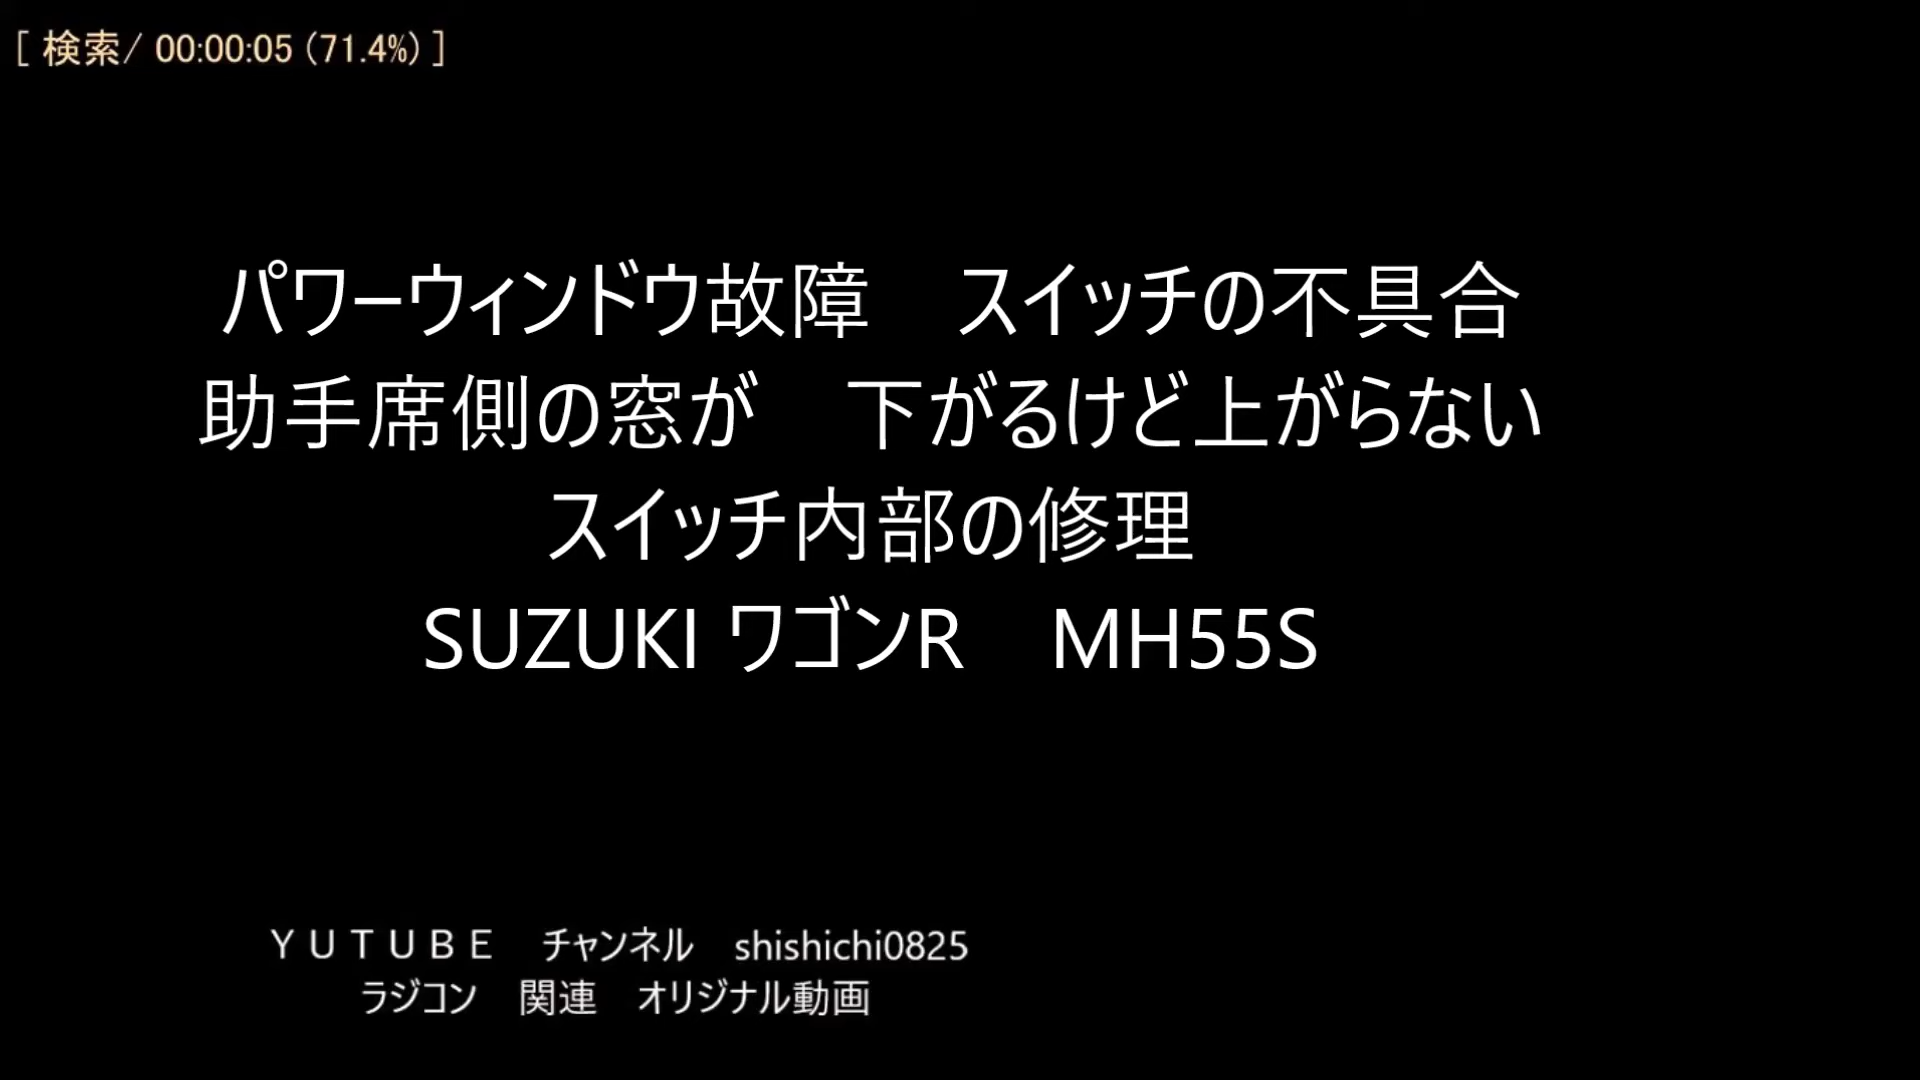 [ 検索/ 00:00:05 (71.4%) ]
パワーウィンドウ故障　スイッチの不具合
助手席側の窓が　下がるけど上がらない
スイッチ内部の修理
SUZUKI ワゴンR　MH55S
ＹＵＴＵＢＥ　チャンネル　shishichi0825
ラジコン　関連　オリジナル動画